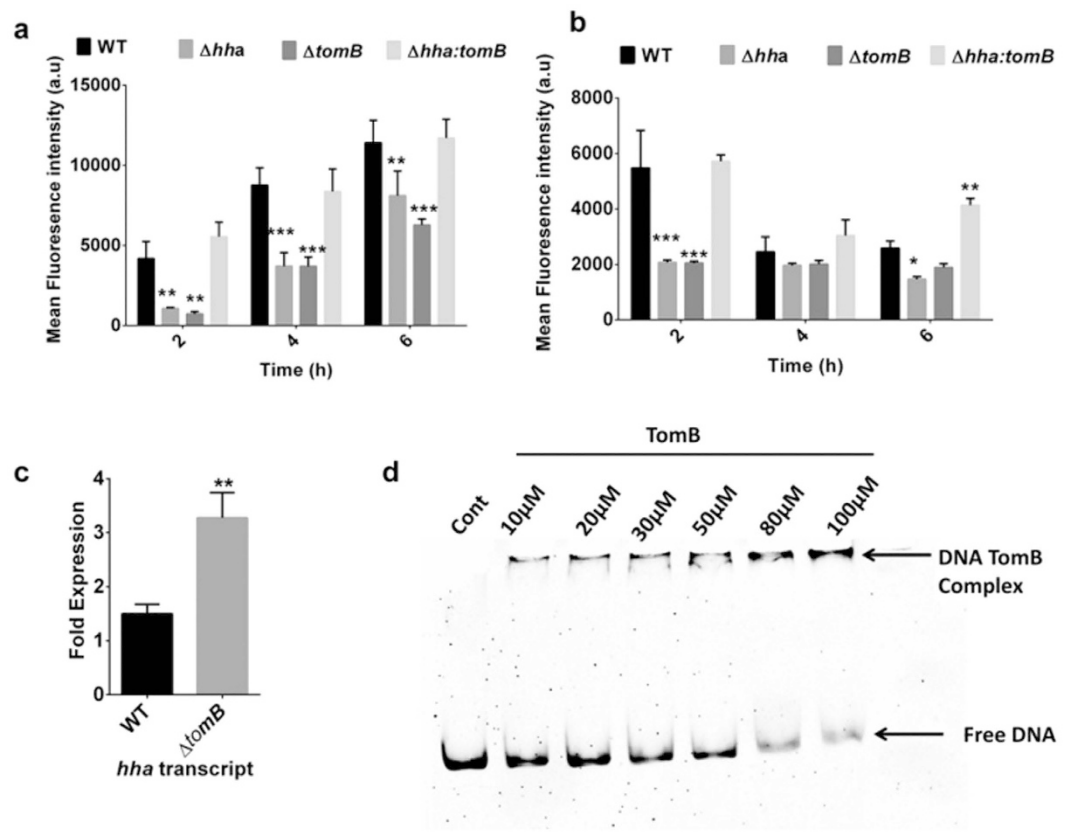 a
WT Δhha ΔtomB Δhha:tomB
Mean Fluoresence intensity (a.u)
15000
10000
5000
0
** **
*** ***
** ***
2 4 6
Time (h)
b
WT Δhha ΔtomB Δhha:tomB
Mean Fluorescence intensity (a.u)
8000
6000
4000
2000
0
*** ***
* **
2 4 6
Time (h)
c
Fold Expression
4
3
2
1
0
**
WT ΔtomB
hha transcript
d
TomB
Cont 10µM 20µM 30µM 50µM 80µM 100µM
DNA TomB
Complex
Free DNA